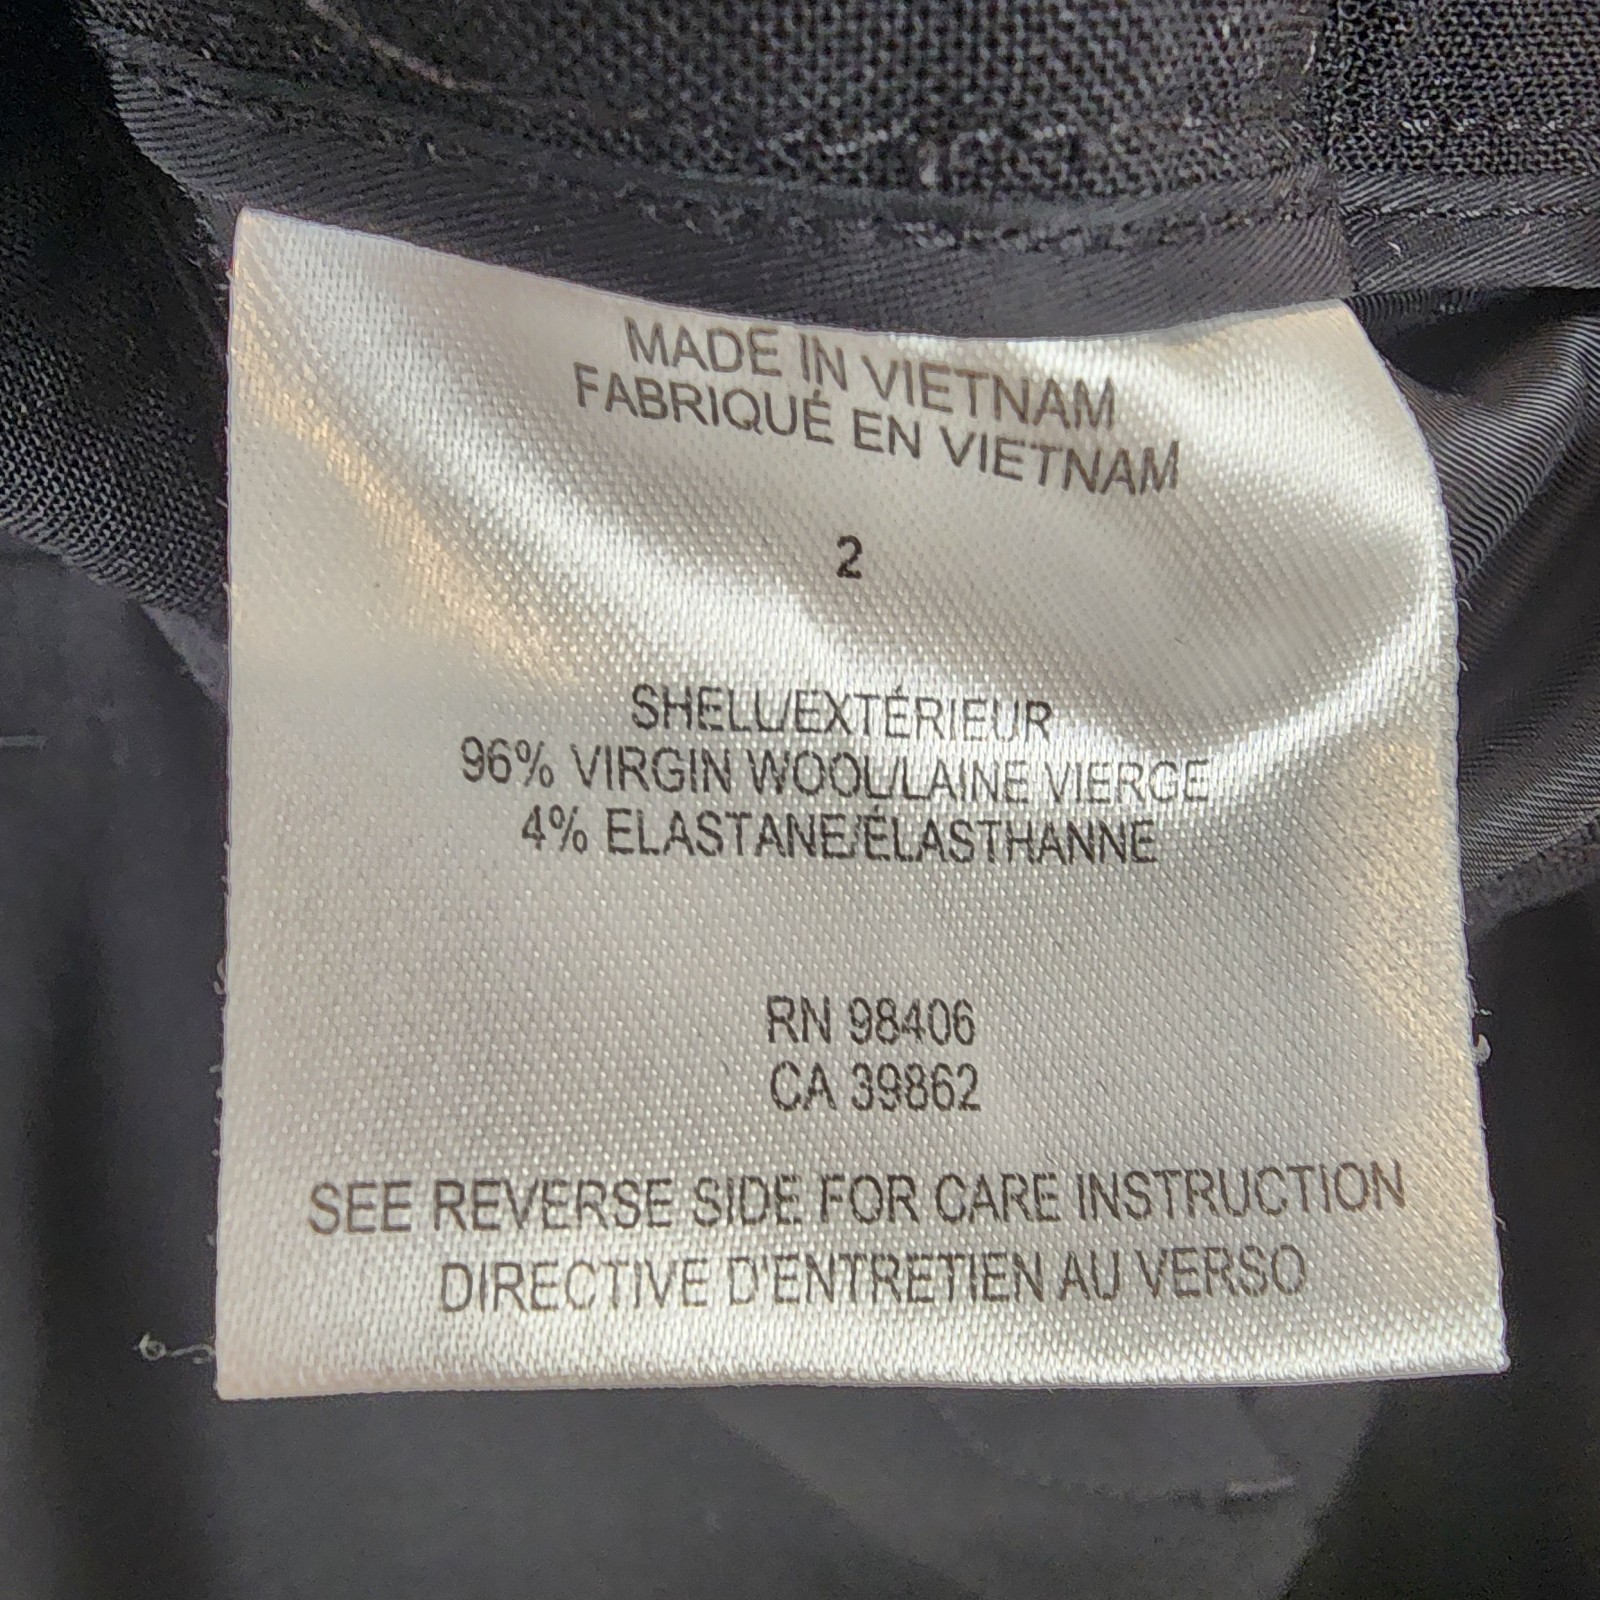 MADE IN VIETNAM
FABRIQUÉ EN VIETNAM
2
SHELL/EXTÉRIEUR
96% VIRGIN WOOL/LAINE VIERGE
4% ELASTANE/ÉLASTHANNE
RN 98406
CA 39862
SEE REVERSE SIDE FOR CARE INSTRUCTION
DIRECTIVE D'ENTRETIEN AU VERSO